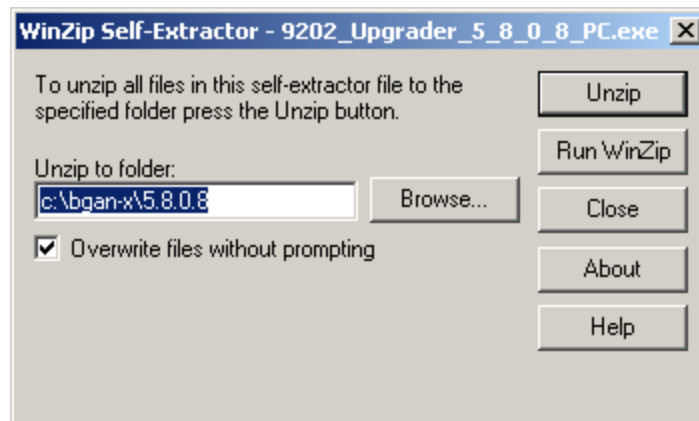 WinZip Self-Extractor - 9202_Upgrader_5_8_0_8_PC.exe
To unzip all files in this self-extractor file to the
specified folder press the Unzip button.
Unzip to folder:
c:\bgan-x\5.8.0.8
Browse...
Overwrite files without prompting
Unzip
Run WinZip
Close
About
Help